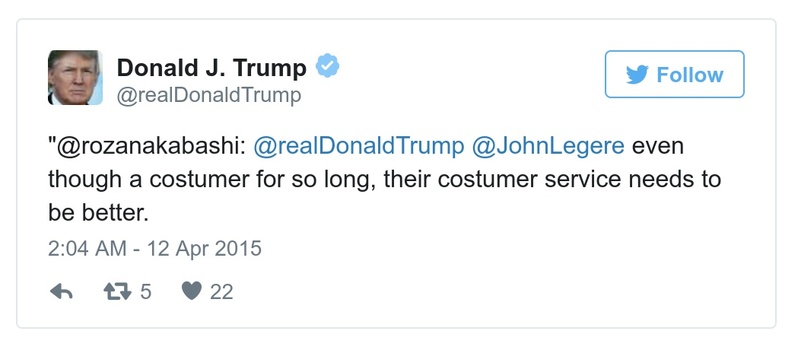 Donald J. Trump
@realDonaldTrump
Follow
"@rozanakabashi: @realDonaldTrump @JohnLegere even
though a costumer for so long, their costumer service needs to
be better.
2:04 AM - 12 Apr 2015
5 22